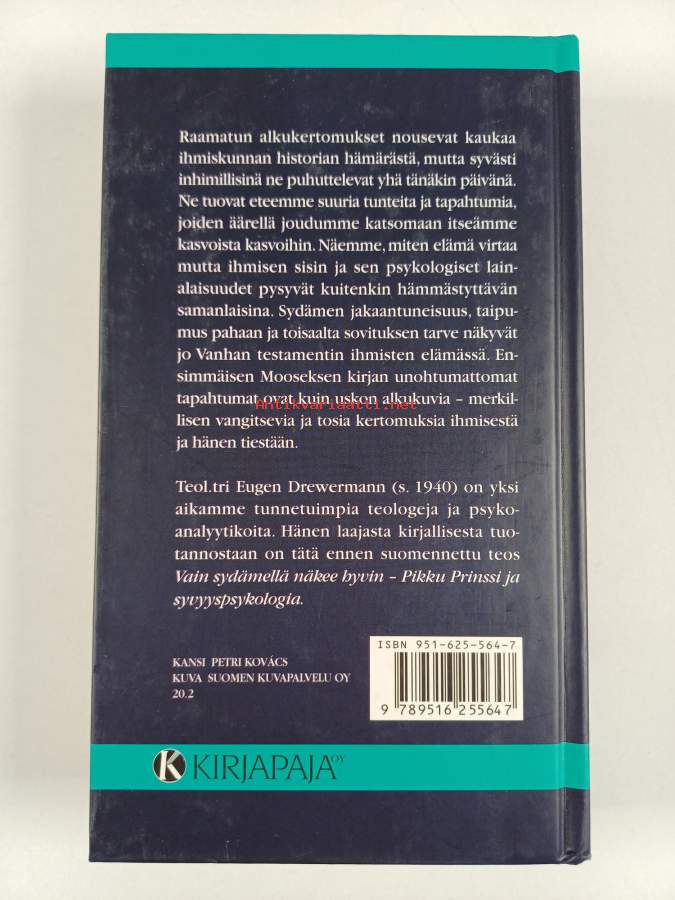 Raamatun alkukertomukset nousevat kaukaa
ihmiskunnan historian hämärästä, mutta syvästi
inhimillisinä ne puhuttelevat yhä tänäkin päivänä.
Ne tuovat eteemme suuria tunteita ja tapahtumia,
joiden äärellä joudumme katsomaan itseämme
kasvoista kasvoihin. Näemme, miten elämä virtaa
mutta ihmisen sisin ja sen psykologiset lain-
alaisuudet pysyvät kuitenkin hämmästyttävän
samanlaisina. Sydämen jakaantuneisuus, taipu-
mus pahaan ja toisaalta sovituksen tarve näkyvät
jo Vanhan testamentin ihmisten elämässä. En-
simmäisen Mooseksen kirjan unohtumattomat
tapahtumat ovat kuin uskon alkukuvia – merkil-
Antikvariaatti.net
lisen vangitsevia ja tosia kertomuksia ihmisestä
ja hänen tiestään.
Teol.tri Eugen Drewermann (s. 1940) on yksi
aikamme tunnetuimpia teologeja ja psyko-
analyytikoita. Hänen laajasta kirjallisesta tuo-
tannostaan on tätä ennen suomennettu teos
Vain sydämellä näkee hyvin – Pikku Prinssi ja
syvyyspsykologia.
KANSI PETRI KOVÁCS
KUVA SUOMEN KUVAPALVELU OY
20.2
ISBN 951-625-564-7
9 789516 255647
K KIRJAPAJA OY